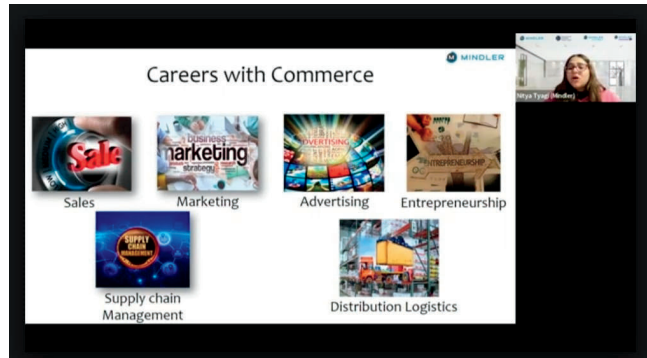 MINDLER
Careers with Commerce
Nitya Tyagi (Mindler)
Sale
business
marketing
strategy
ADVERTISING
ENTREPRENEURSHIP
Sales
Marketing
Advertising
Entrepreneurship
SUPPLY
CHAIN
MANAGEMENT
Supply chain
Management
Distribution Logistics